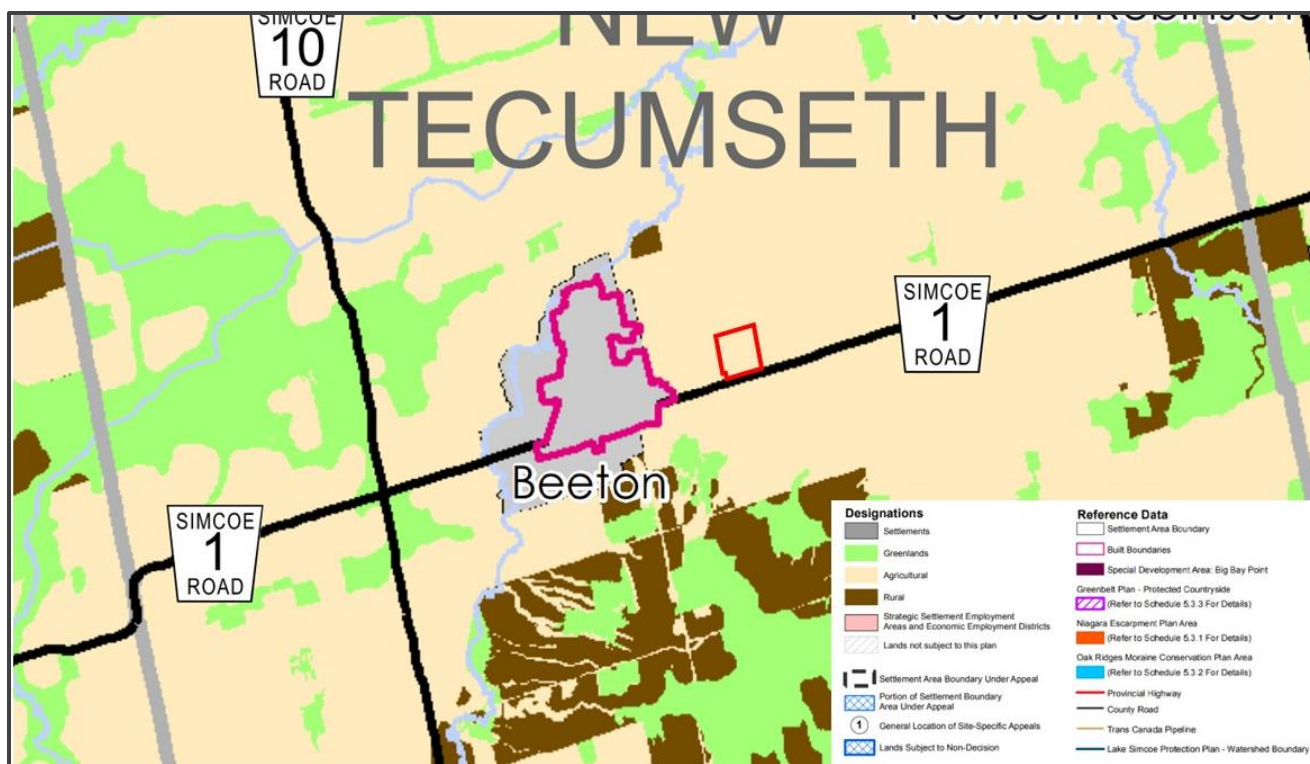 SIMCOE
10
ROAD
NEW
TECUMSETH
Newton Robinson
SIMCOE
1
ROAD
Beeton
SIMCOE
1
ROAD
Designations
Settlements
Greenlands
Agricultural
Rural
Strategic Settlement Employment
Areas and Economic Employment Districts
Lands not subject to this plan
Settlement Area Boundary Under Appeal
Portion of Settlement Boundary
Area Under Appeal
1 General Location of Site-Specific Appeals
Lands Subject to Non-Decision
Reference Data
Settlement Area Boundary
Built Boundaries
Special Development Area: Big Bay Point
Greenbelt Plan - Protected Countryside
(Refer to Schedule 5.3.3 For Details)
Niagara Escarpment Plan Area
(Refer to Schedule 5.3.1 For Details)
Oak Ridges Moraine Conservation Plan Area
(Refer to Schedule 5.3.2 For Details)
Provincial Highway
County Road
Trans Canada Pipeline
Lake Simcoe Protection Plan - Watershed Boundary